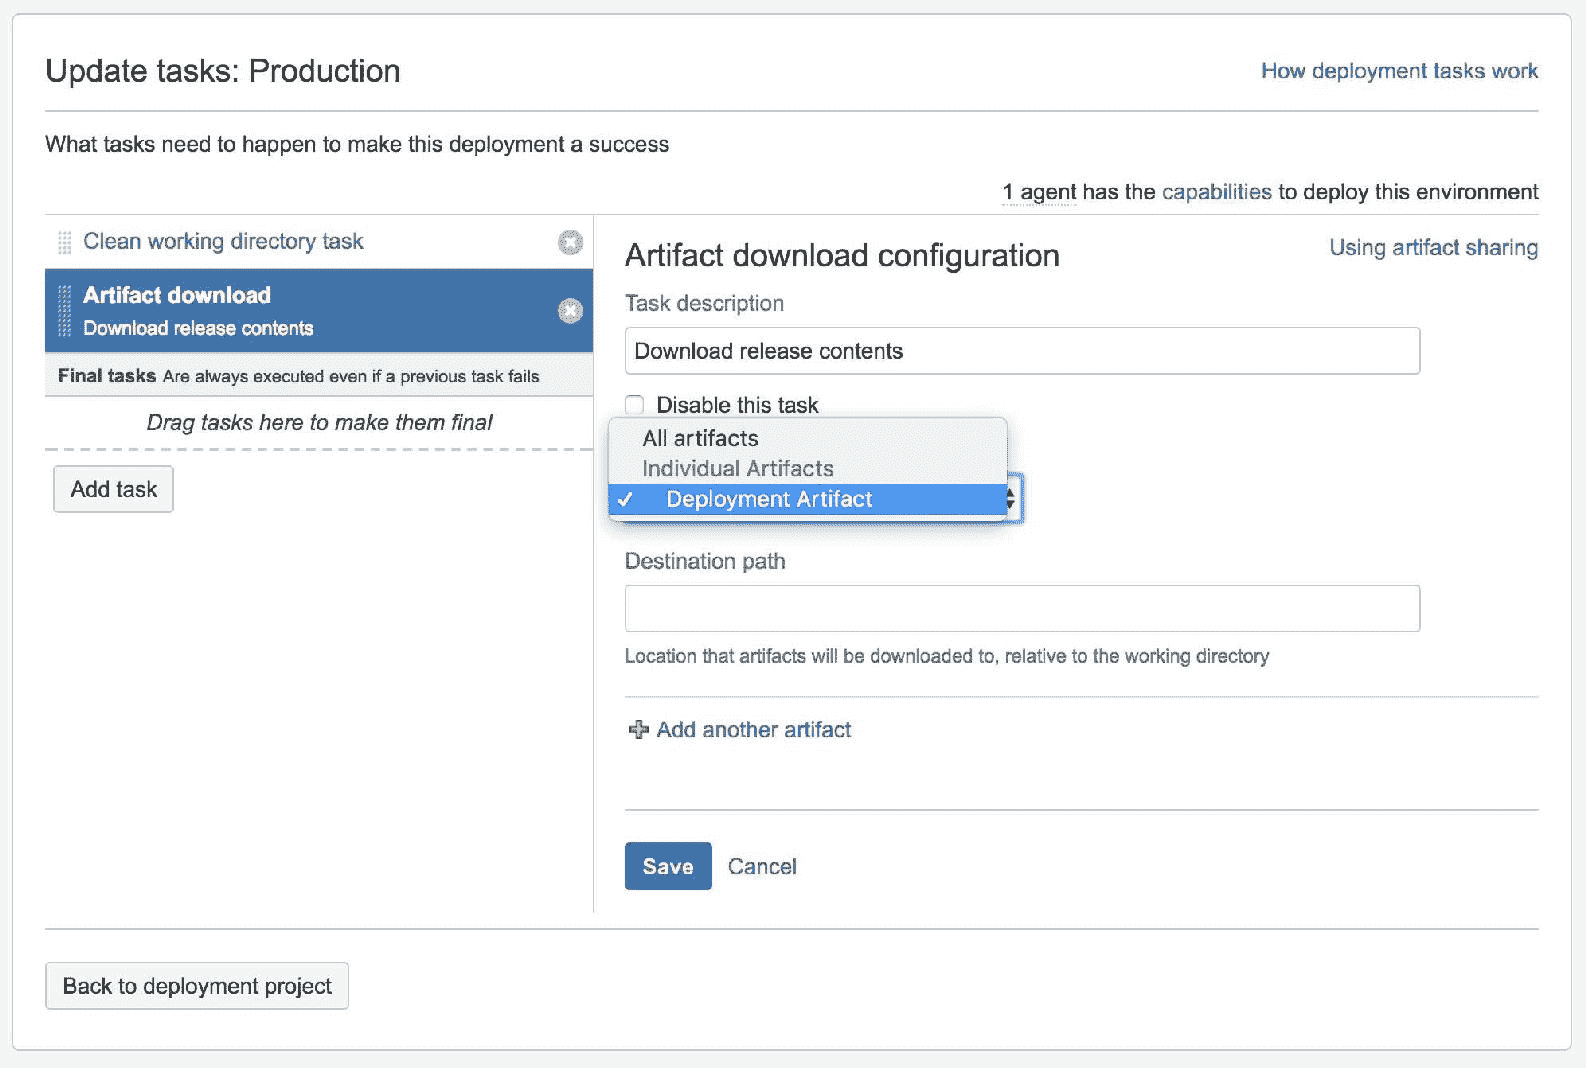 Update tasks: Production
How deployment tasks work
What tasks need to happen to make this deployment a success
1 agent has the capabilities to deploy this environment
Clean working directory task
Artifact download
Download release contents
Final tasks Are always executed even if a previous task fails
Drag tasks here to make them final
Add task
Artifact download configuration
Using artifact sharing
Task description
Download release contents
Disable this task
All artifacts
Individual Artifacts
✓ Deployment Artifact
Destination path
Location that artifacts will be downloaded to, relative to the working directory
Add another artifact
Save Cancel
Back to deployment project